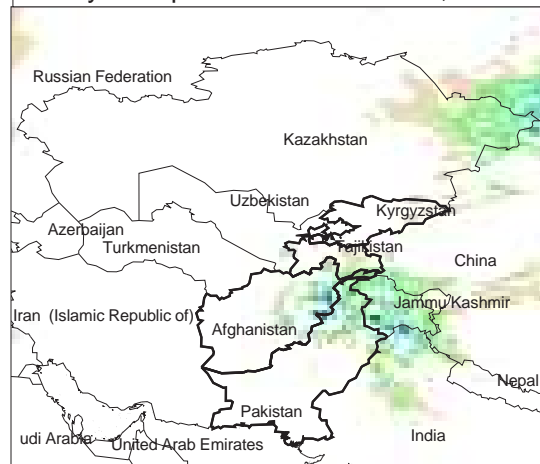 Russian Federation
Kazakhstan
Uzbekistan
Kyrgyzstan
Azerbaijan
Turkmenistan
Tajikistan
China
Iran (Islamic Republic of)
Jammu/Kashmir
Afghanistan
Nepal
Pakistan
udi Arabia
United Arab Emirates
India